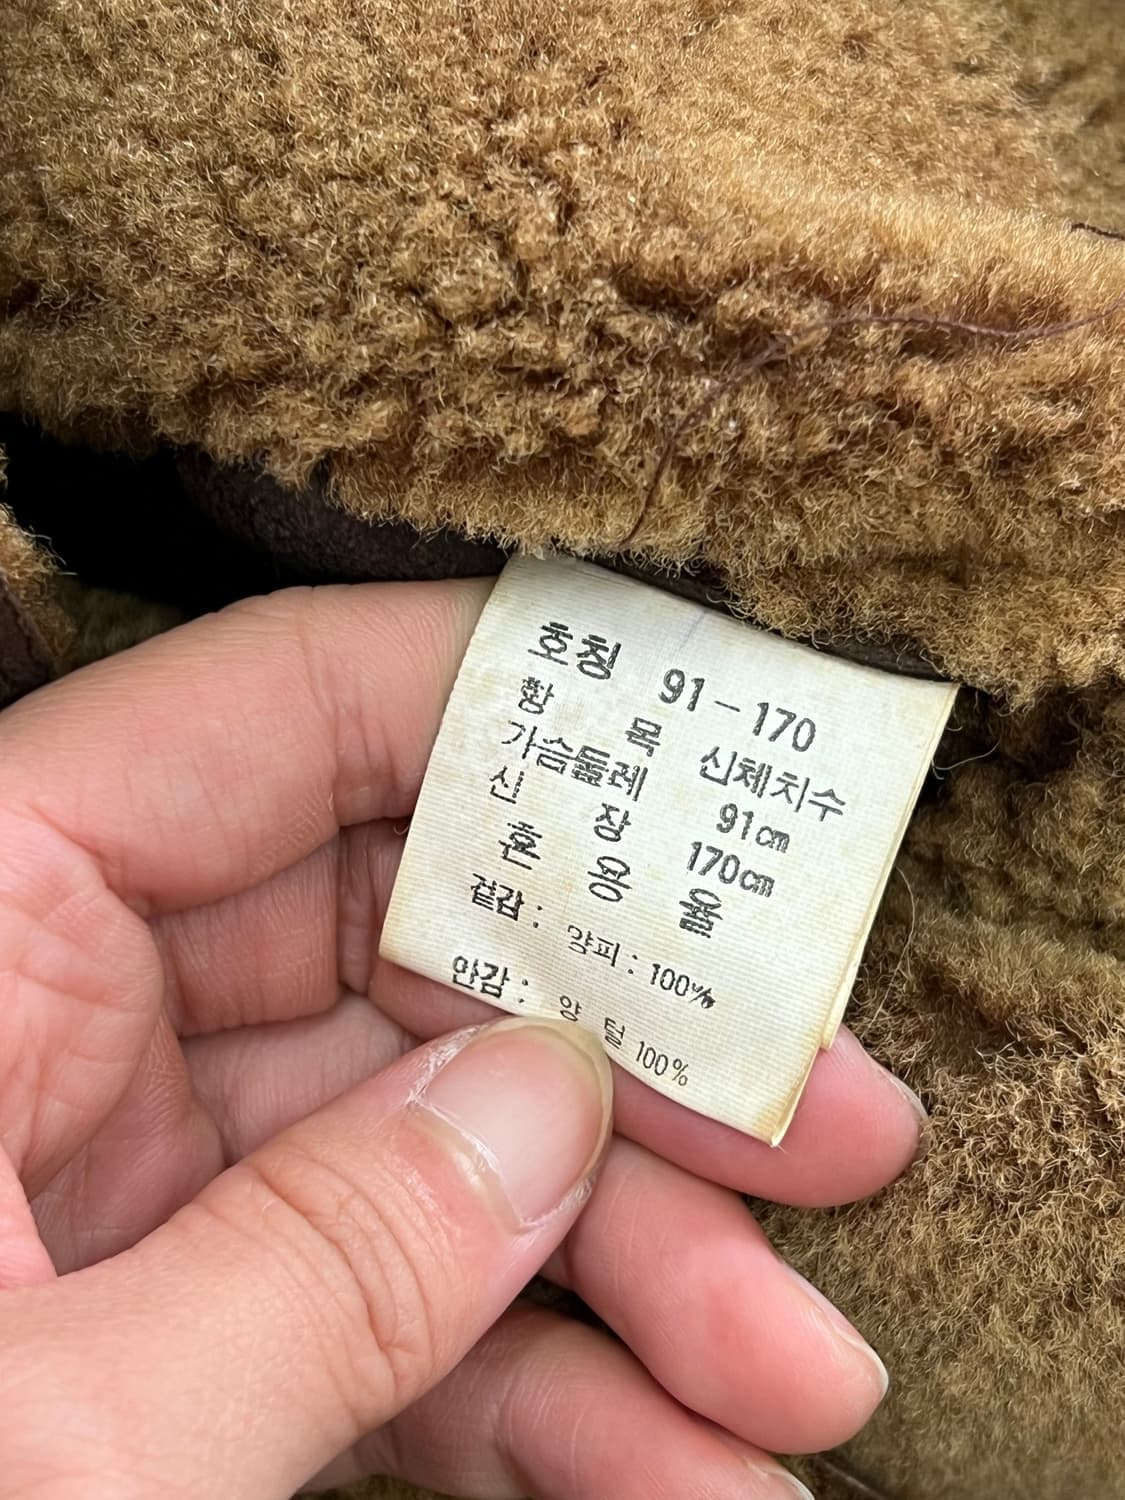 호칭 91-170
항 목 신체치수
가슴둘레 91㎝
신 장 170㎝
혼 용 율
겉감 : 양피 : 100%
안감 : 양 털 100%